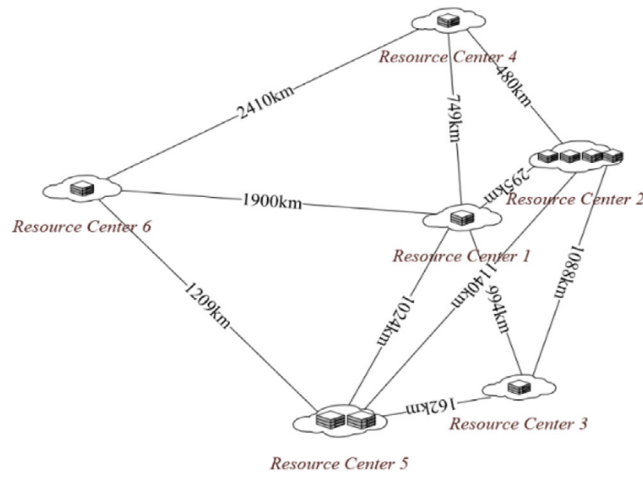 Resource Center 4
480km
2410km
749km
295km
Resource Center 2
1900km
Resource Center 6
Resource Center 1
1088km
1140km
1209km
1024km
994km
162km
Resource Center 3
Resource Center 5